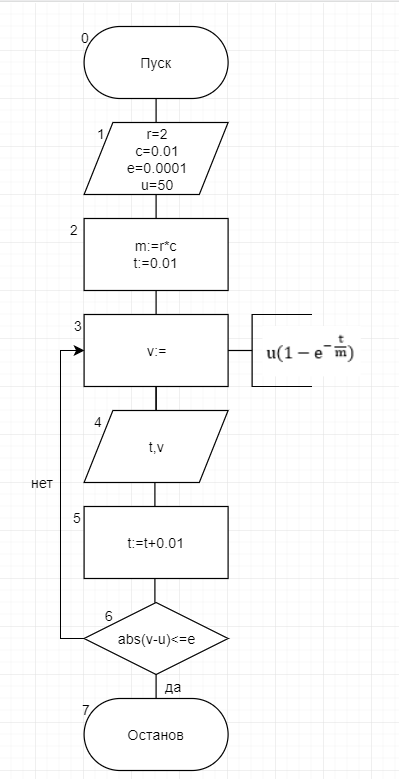 0
Пуск
1
r=2
c=0.01
e=0.0001
u=50
2
m:=r*c
t:=0.01
3
v:=
u(1 − e^(−t/m))
4
t,v
нет
5
t:=t+0.01
6
abs(v-u)<=e
да
7
Останов